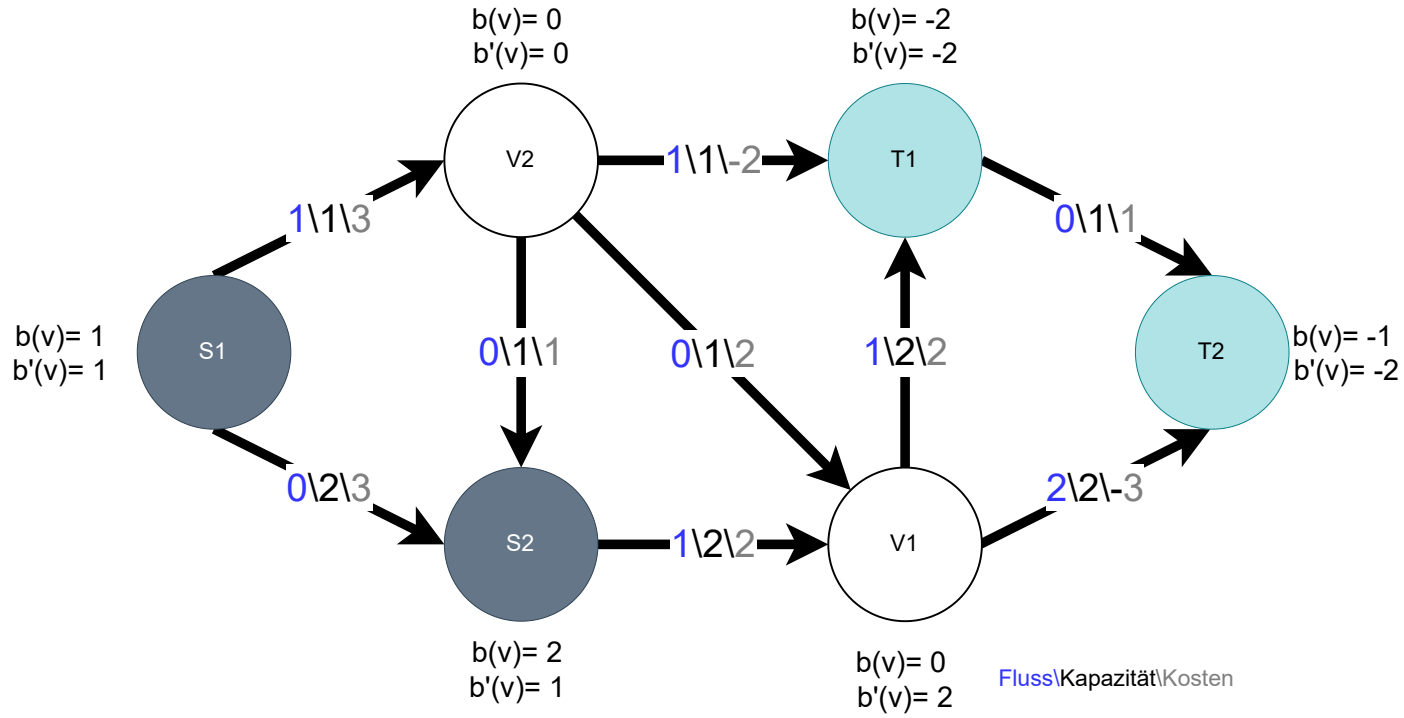 b(v)= 0
b'(v)= 0
b(v)= -2
b'(v)= -2
V2
1\1\-2
T1
1\1\3
0\1\1
b(v)= 1
b'(v)= 1
S1
0\1\1
0\1\2
1\2\2
T2
b(v)= -1
b'(v)= -2
0\2\3
2\2\-3
S2
1\2\2
V1
b(v)= 2
b'(v)= 1
b(v)= 0
b'(v)= 2
Fluss\Kapazität\Kosten